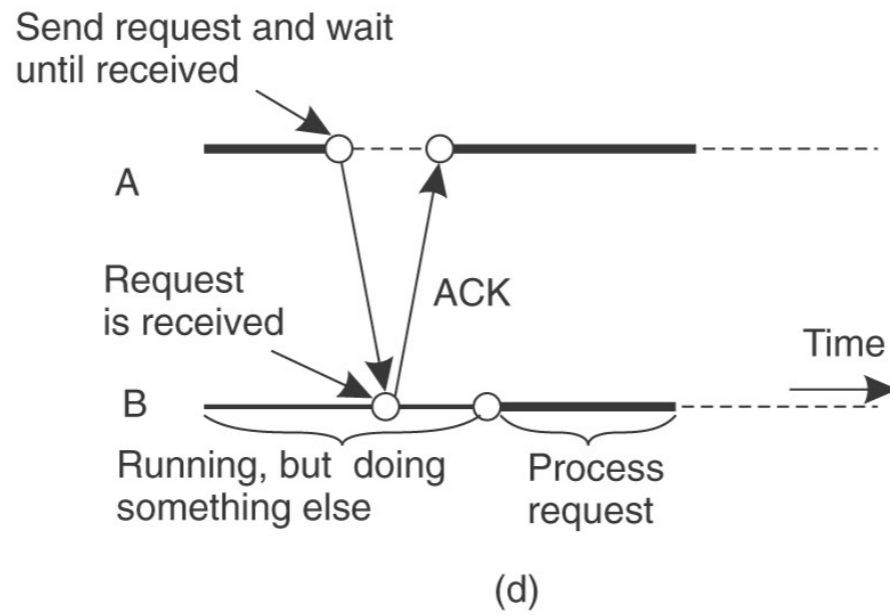 Send request and wait
until received
A
Request
is received
ACK
Time
B
Running, but doing
something else
Process
request
(d)